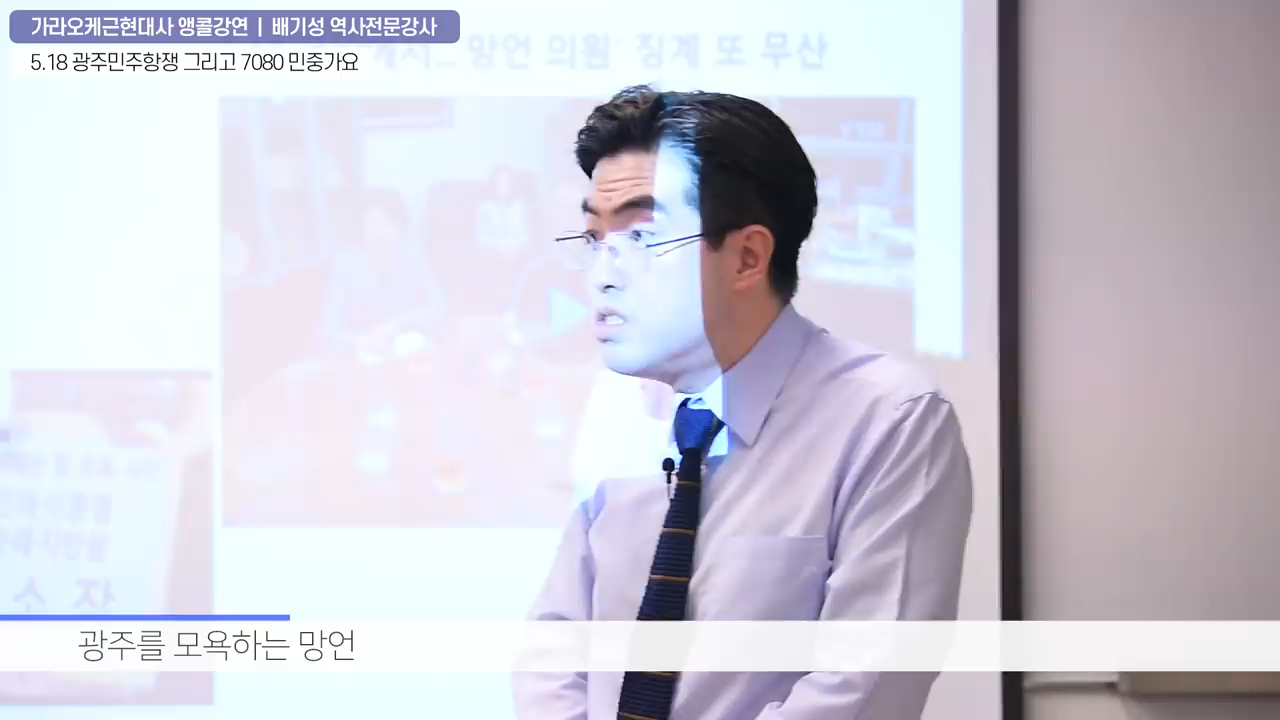 가라오케근현대사 앵콜강연 | 배기성 역사전문강사
5.18 광주민주항쟁 그리고 7080 민중가요
망언 의원' 징계 또 무산
소 자
광주를 모욕하는 망언